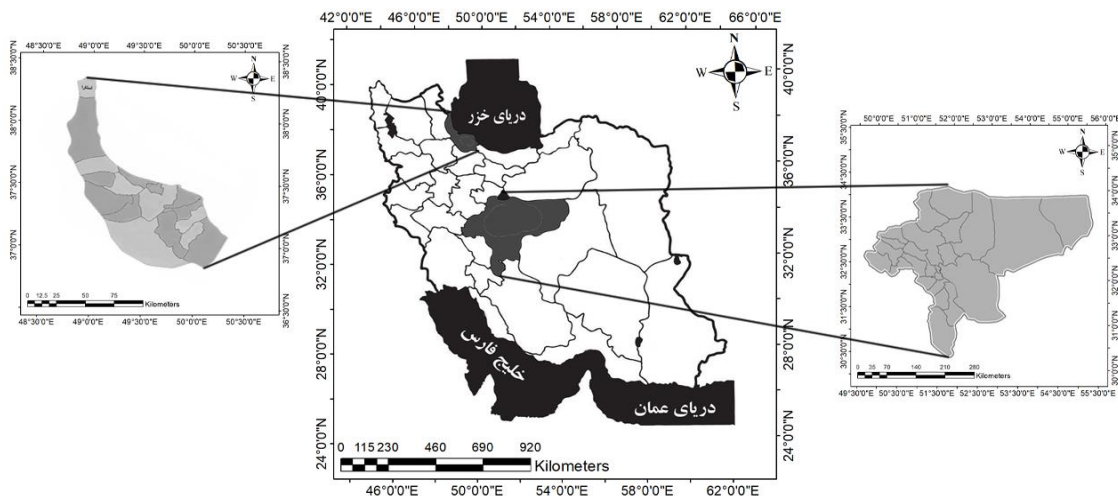 48°30'0"E 49°0'0"E 49°30'0"E 50°0'0"E 50°30'0"E
38°30'0"N 38°0'0"N 37°30'0"N 37°0'0"N
N
W E
S
38°30'0"N 38°0'0"N 37°30'0"N 37°0'0"N 36°30'0"N
0 12.5 25 50 75
Kilometers
48°30'0"E 49°0'0"E 49°30'0"E 50°0'0"E 50°30'0"E
42°0'0"E 46°0'0"E 50°0'0"E 54°0'0"E 58°0'0"E 62°0'0"E 66°0'0"E
40°0'0"N 36°0'0"N 32°0'0"N 28°0'0"N 24°0'0"N
N
W E
S
دریای خزر
خلیج فارس
دریای عمان
40°0'0"N 36°0'0"N 32°0'0"N 28°0'0"N 24°0'0"N
0 115 230 460 690 920
Kilometers
46°0'0"E 50°0'0"E 54°0'0"E 58°0'0"E 62°0'0"E
50°0'0"E 51°0'0"E 52°0'0"E 53°0'0"E 54°0'0"E 55°0'0"E 56°0'0"E
34°30'0"N 33°30'0"N 32°30'0"N 31°30'0"N 30°30'0"N
N
W E
S
35°0'0"N 34°0'0"N 33°0'0"N 32°0'0"N 31°0'0"N 30°0'0"N
0 35 70 140 210 280
Kilometers
49°30'0"E 50°30'0"E 51°30'0"E 52°30'0"E 53°30'0"E 54°30'0"E 55°30'0"E